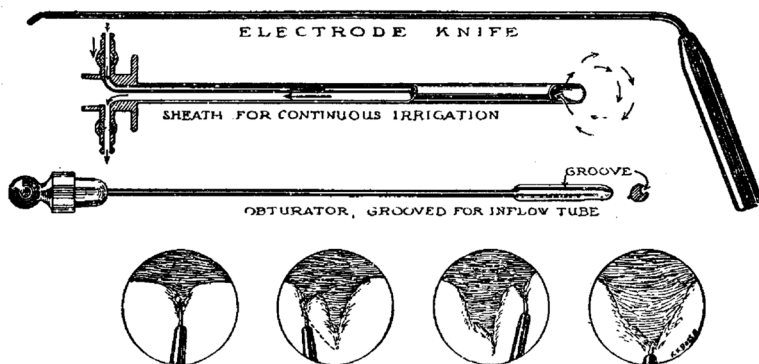 ELECTRODE KNIFE
SHEATH FOR CONTINUOUS IRRIGATION
GROOVE
OBTURATOR, GROOVED FOR INFLOW TUBE